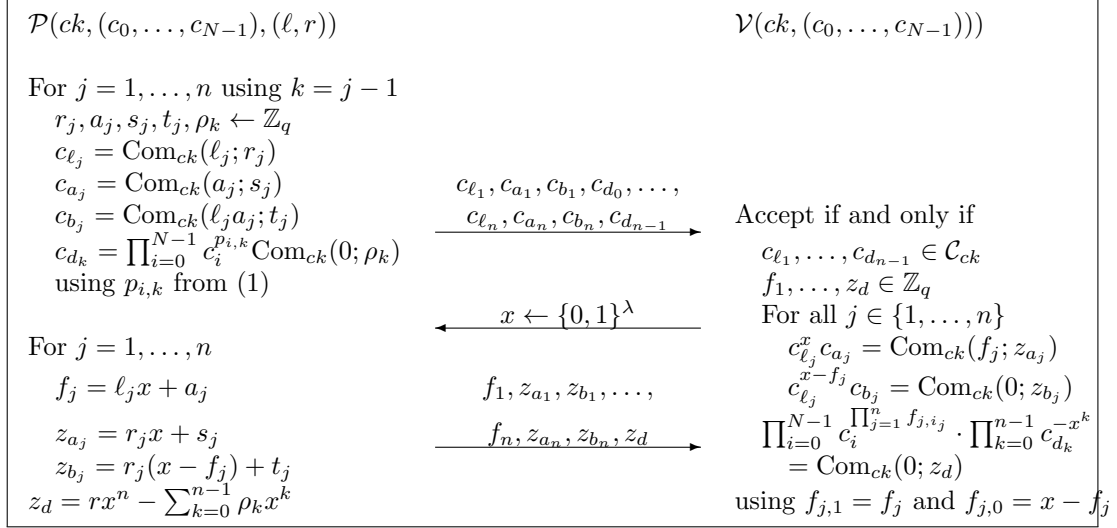 𝒫(ck, (c₀, …, c_{N−1}), (ℓ, r))
For j = 1, …, n using k = j − 1
r_j, a_j, s_j, t_j, ρ_k ← ℤ_q
c_{ℓ_j} = Com_{ck}(ℓ_j; r_j)
c_{a_j} = Com_{ck}(a_j; s_j)
c_{b_j} = Com_{ck}(ℓ_j a_j; t_j)
c_{d_k} = ∏_{i=0}^{N−1} c_i^{p_{i,k}} Com_{ck}(0; ρ_k)
using p_{i,k} from (1)
For j = 1, …, n
f_j = ℓ_j x + a_j
z_{a_j} = r_j x + s_j
z_{b_j} = r_j(x − f_j) + t_j
z_d = rx^n − ∑_{k=0}^{n−1} ρ_k x^k
c_{ℓ_1}, c_{a_1}, c_{b_1}, c_{d_0}, …,
c_{ℓ_n}, c_{a_n}, c_{b_n}, c_{d_{n−1}}
x ← {0, 1}^λ
f_1, z_{a_1}, z_{b_1}, …,
f_n, z_{a_n}, z_{b_n}, z_d
𝒱(ck, (c₀, …, c_{N−1})))
Accept if and only if
c_{ℓ_1}, …, c_{d_{n−1}} ∈ 𝒞_{ck}
f_1, …, z_d ∈ ℤ_q
For all j ∈ {1, …, n}
c_{ℓ_j}^x c_{a_j} = Com_{ck}(f_j; z_{a_j})
c_{ℓ_j}^{x−f_j} c_{b_j} = Com_{ck}(0; z_{b_j})
∏_{i=0}^{N−1} c_i^{∏_{j=1}^n f_{j,i_j}} · ∏_{k=0}^{n−1} c_{d_k}^{−x^k}
= Com_{ck}(0; z_d)
using f_{j,1} = f_j and f_{j,0} = x − f_j